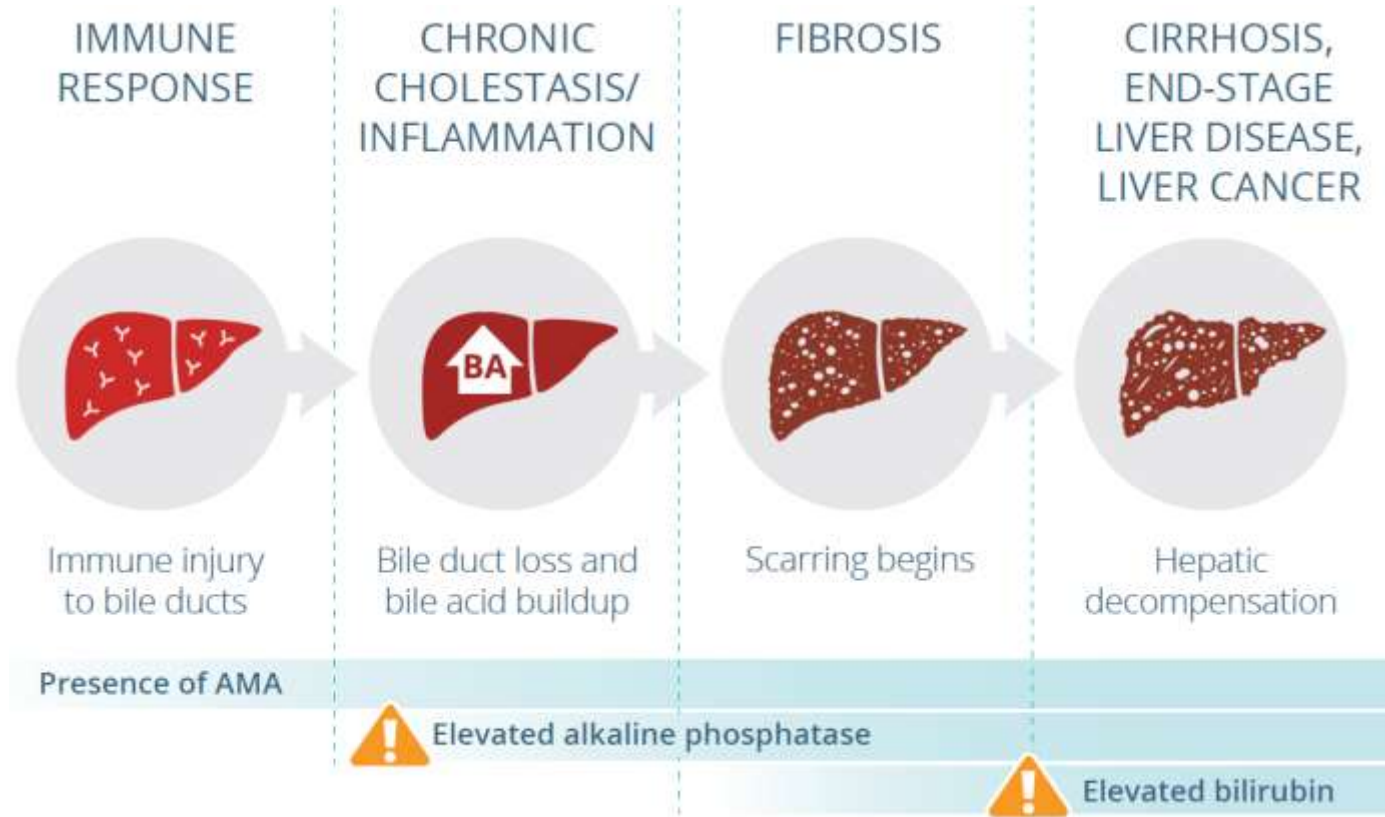 IMMUNE
RESPONSE
CHRONIC
CHOLESTASIS/
INFLAMMATION
FIBROSIS
CIRRHOSIS,
END-STAGE
LIVER DISEASE,
LIVER CANCER
BA
Immune injury
to bile ducts
Bile duct loss and
bile acid buildup
Scarring begins
Hepatic
decompensation
Presence of AMA
Elevated alkaline phosphatase
Elevated bilirubin